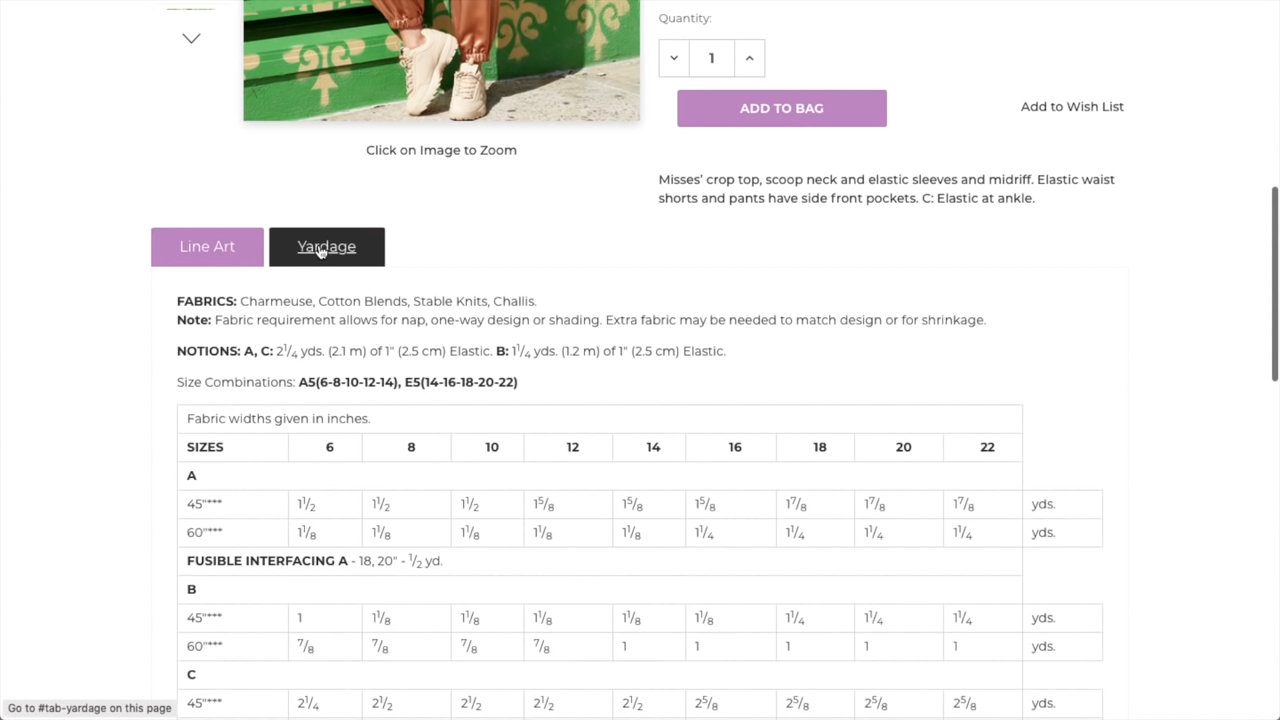 Quantity:
1
ADD TO BAG
Add to Wish List
Click on Image to Zoom
Misses' crop top, scoop neck and elastic sleeves and midriff. Elastic waist
shorts and pants have side front pockets. C: Elastic at ankle.
Line Art
Yardage
FABRICS: Charmeuse, Cotton Blends, Stable Knits, Challis.
Note: Fabric requirement allows for nap, one-way design or shading. Extra fabric may be needed to match design or for shrinkage.
NOTIONS: A, C: 2 1/4 yds. (2.1 m) of 1" (2.5 cm) Elastic. B: 1 1/4 yds. (1.2 m) of 1" (2.5 cm) Elastic.
Size Combinations: A5(6-8-10-12-14), E5(14-16-18-20-22)
Fabric widths given in inches.
SIZES 6 8 10 12 14 16 18 20 22
A
45"*** 1 1/2 1 1/2 1 1/2 1 5/8 1 5/8 1 5/8 1 7/8 1 7/8 1 7/8 yds.
60"*** 1 1/8 1 1/8 1 1/8 1 1/8 1 1/8 1 1/4 1 1/4 1 1/4 1 1/4 yds.
FUSIBLE INTERFACING A - 18, 20" - 1/2 yd.
B
45"*** 1 1 1/8 1 1/8 1 1/8 1 1/8 1 1/8 1 1/4 1 1/4 1 1/4 yds.
60"*** 7/8 7/8 7/8 7/8 1 1 1 1 1 yds.
C
45"*** 2 1/4 2 1/2 2 1/2 2 1/2 2 1/2 2 5/8 2 5/8 2 5/8 2 5/8 yds.
Go to #tab-yardage on this page